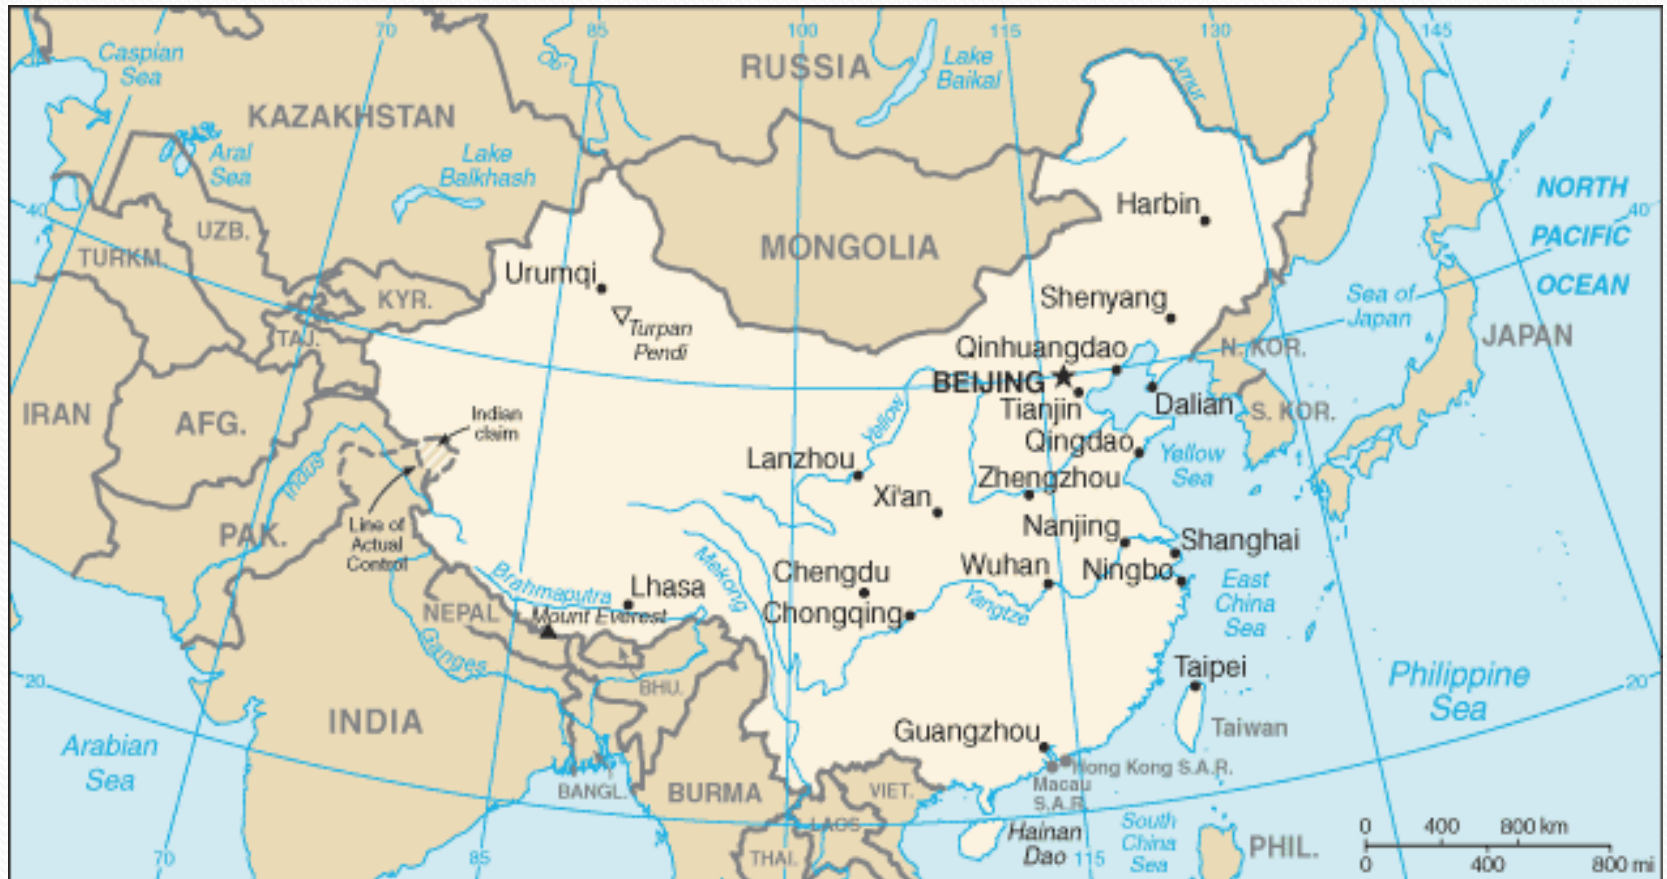 70
85
100
115
130
145
Caspian
Sea
RUSSIA
Lake
Baikal
Ob'
Amur
KAZAKHSTAN
Aral
Sea
Lake
Balkhash
40
UZB.
TURKM.
KYR.
TAJ.
MONGOLIA
Harbin
NORTH
PACIFIC
OCEAN
40
Urumqi
Turpan
Pendi
Shenyang
Sea of
Japan
JAPAN
Qinhuangdao
N. KOR.
BEIJING
Tianjin
Dalian
S. KOR.
IRAN
AFG.
Indian
claim
Yellow
Qingdao
Yellow
Sea
Lanzhou
Zhengzhou
Xi'an
Indus
PAK.
Line of
Actual
Control
Nanjing
Shanghai
Mekong
Wuhan
Ningbo
Chengdu
Chongqing
Yangtze
East
China
Sea
Brahmaputra
Lhasa
NEPAL
Mount Everest
Ganges
BHU.
20
INDIA
Taipei
Taiwan
Philippine
Sea
20
Arabian
Sea
Guangzhou
Hong Kong S.A.R.
Macau
S.A.R.
BANGL.
BURMA
VIET.
LAOS
THAI.
Hainan
Dao
South
China
Sea
PHIL.
0 400 800 km
0 400 800 mi
70
85
115